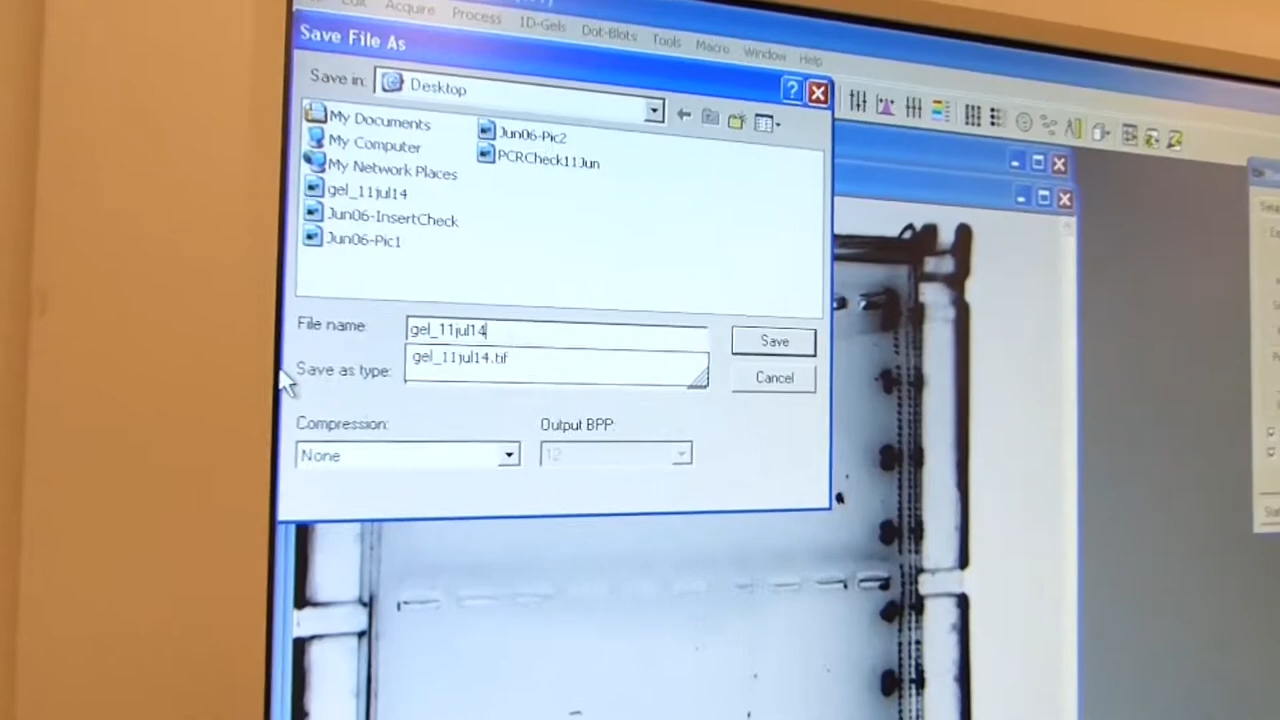 Edit Acquire Process 1D-Gels Dot-Blots Tools Macro Window Help
Save File As
Save in: Desktop
My Documents
My Computer
My Network Places
gel_11jul14
Jun06-InsertCheck
Jun06-Pic1
Jun06-Pic2
PCRCheck11Jun
File name: gel_11jul14
Save
gel_11jul14.tif
Save as type:
Cancel
Compression: Output BPP:
None 12